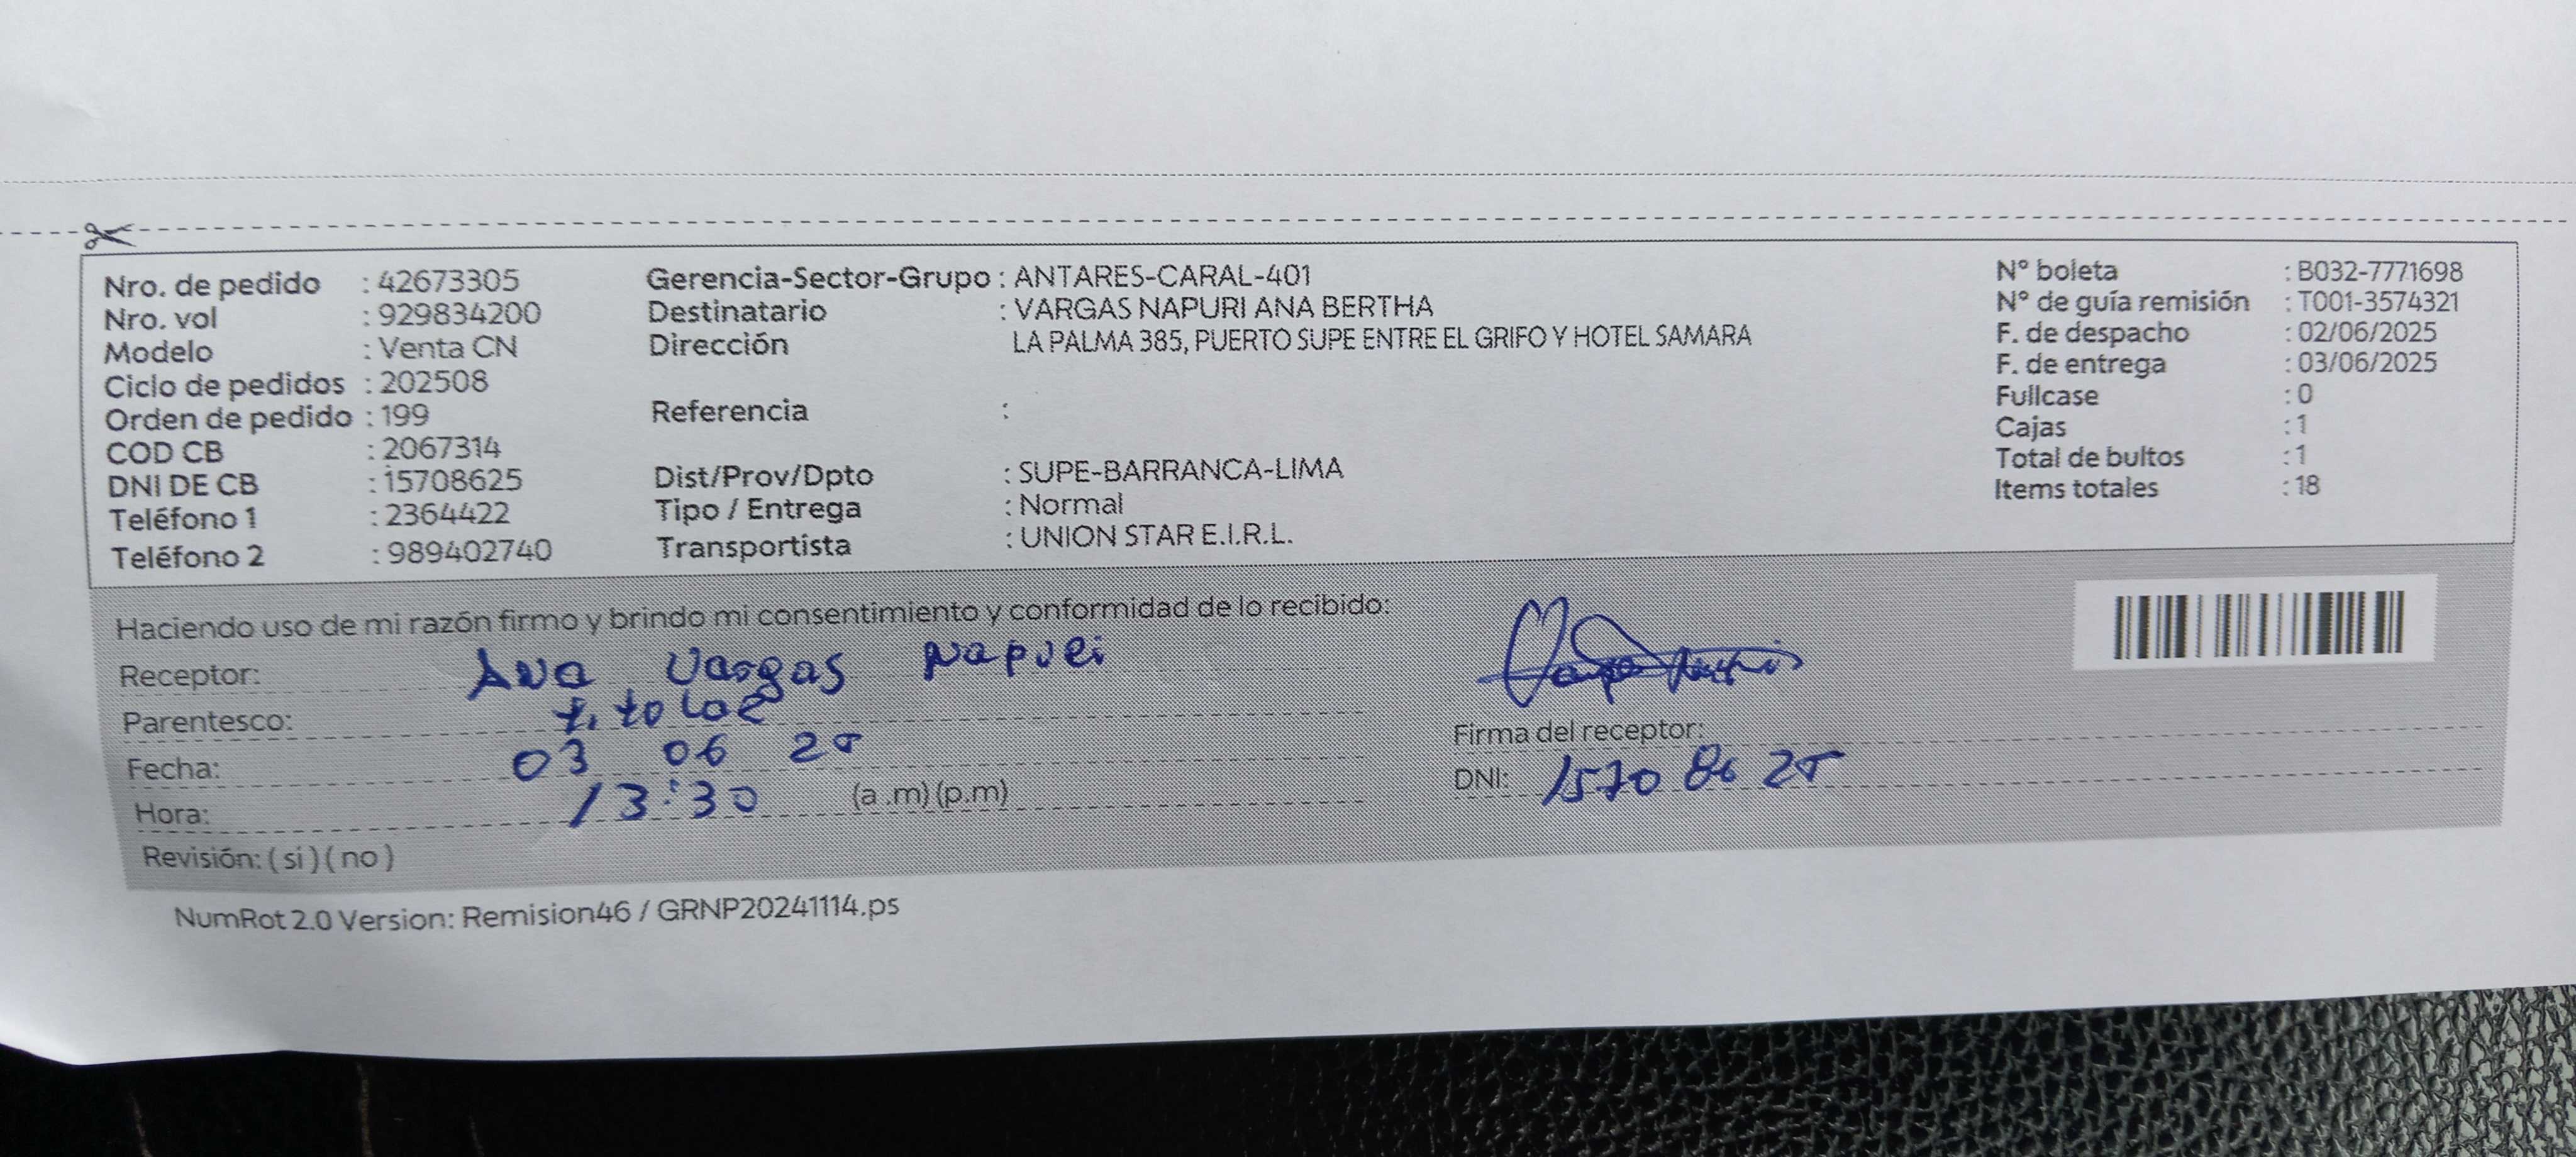 Nro. de pedido : 42673305
Nro. vol : 929834200
Modelo : Venta CN
Ciclo de pedidos : 202508
Orden de pedido : 199
COD CB : 2067314
DNI DE CB : 15708625
Teléfono 1 : 2364422
Teléfono 2 : 989402740
Gerencia-Sector-Grupo : ANTARES-CARAL-401
Destinatario : VARGAS NAPURI ANA BERTHA
Dirección LA PALMA 385, PUERTO SUPE ENTRE EL GRIFO Y HOTEL SAMARA
Referencia :
Dist/Prov/Dpto : SUPE-BARRANCA-LIMA
Tipo / Entrega : Normal
Transportista : UNION STAR E.I.R.L.
N° boleta : B032-7771698
N° de guía remisión : T001-3574321
F. de despacho : 02/06/2025
F. de entrega : 03/06/2025
Fullcase : 0
Cajas : 1
Total de bultos : 1
Items totales : 18
Haciendo uso de mi razón firmo y brindo mi consentimiento y conformidad de lo recibido:
Receptor: Ana Vargas Napuri
Parentesco: titolar
Fecha: 03 06 25
Hora: 13:30 (a .m) (p.m)
Revisión: ( si ) ( no )
Firma del receptor:
DNI: 1570 86 25
NumRot 2.0 Version: Remision46 / GRNP20241114.ps